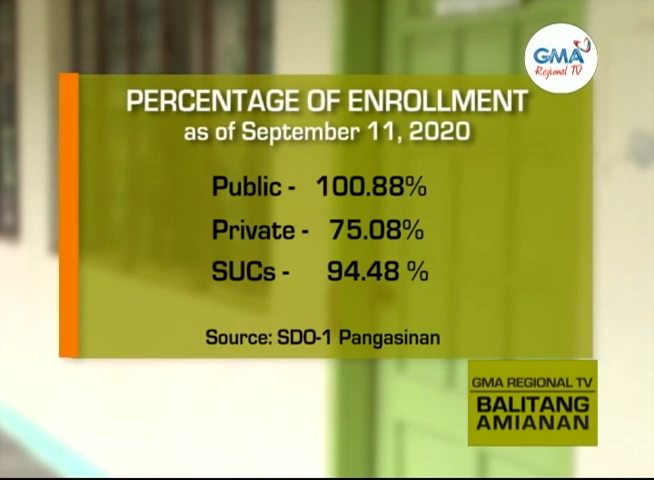 GMA
Regional TV
PERCENTAGE OF ENROLLMENT
as of September 11, 2020
Public - 100.88%
Private - 75.08%
SUCs - 94.48 %
Source: SDO-1 Pangasinan
GMA REGIONAL TV
BALITANG
AMIANAN